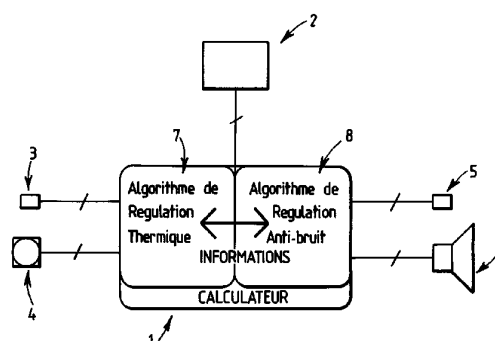 2
7
8
3
5
Algorithme de
Regulation
Thermique
Algorithme de
Regulation
Anti-bruit
INFORMATIONS
4
CALCULATEUR
1